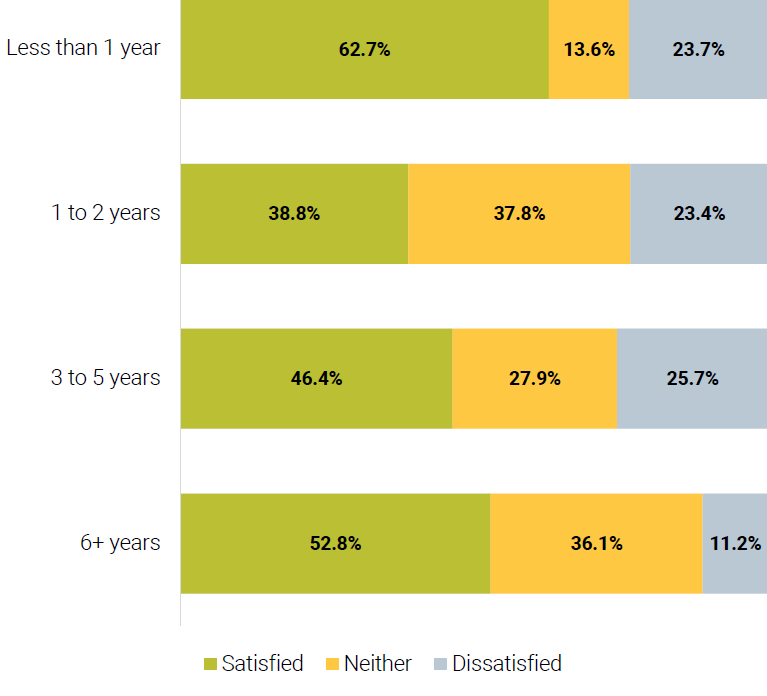 Less than 1 year 62.7% 13.6% 23.7%
1 to 2 years 38.8% 37.8% 23.4%
3 to 5 years 46.4% 27.9% 25.7%
6+ years 52.8% 36.1% 11.2%
Satisfied Neither Dissatisfied